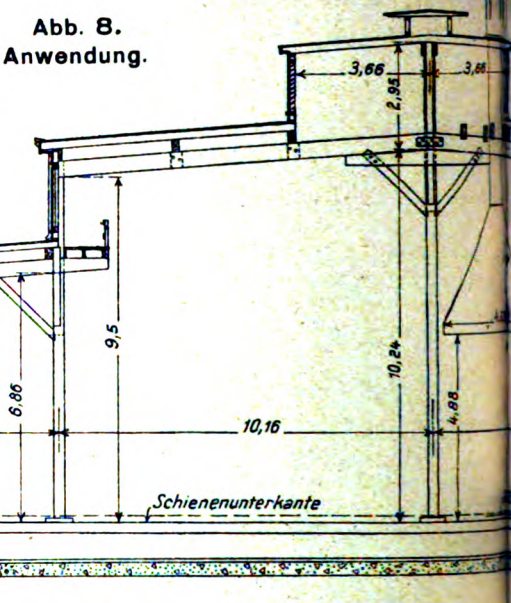 Abb. 8.
Anwendung.
3,66
3,66
2,95
9,5
10,24
6,86
4,88
10,16
Schienenunterkante